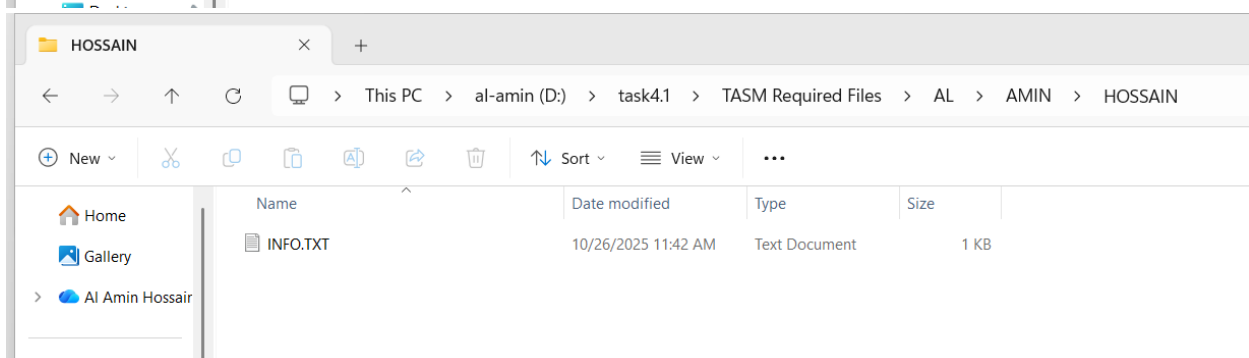 HOSSAIN
This PC > al-amin (D:) > task4.1 > TASM Required Files > AL > AMIN > HOSSAIN
New Sort View ...
Name Date modified Type Size
Home
INFO.TXT 10/26/2025 11:42 AM Text Document 1 KB
Gallery
Al Amin Hossain